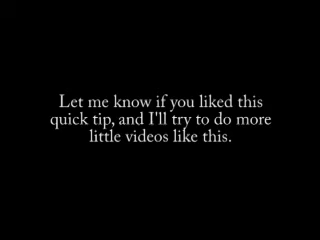 Let me know if you liked this
quick tip, and I'll try to do more
little videos like this.